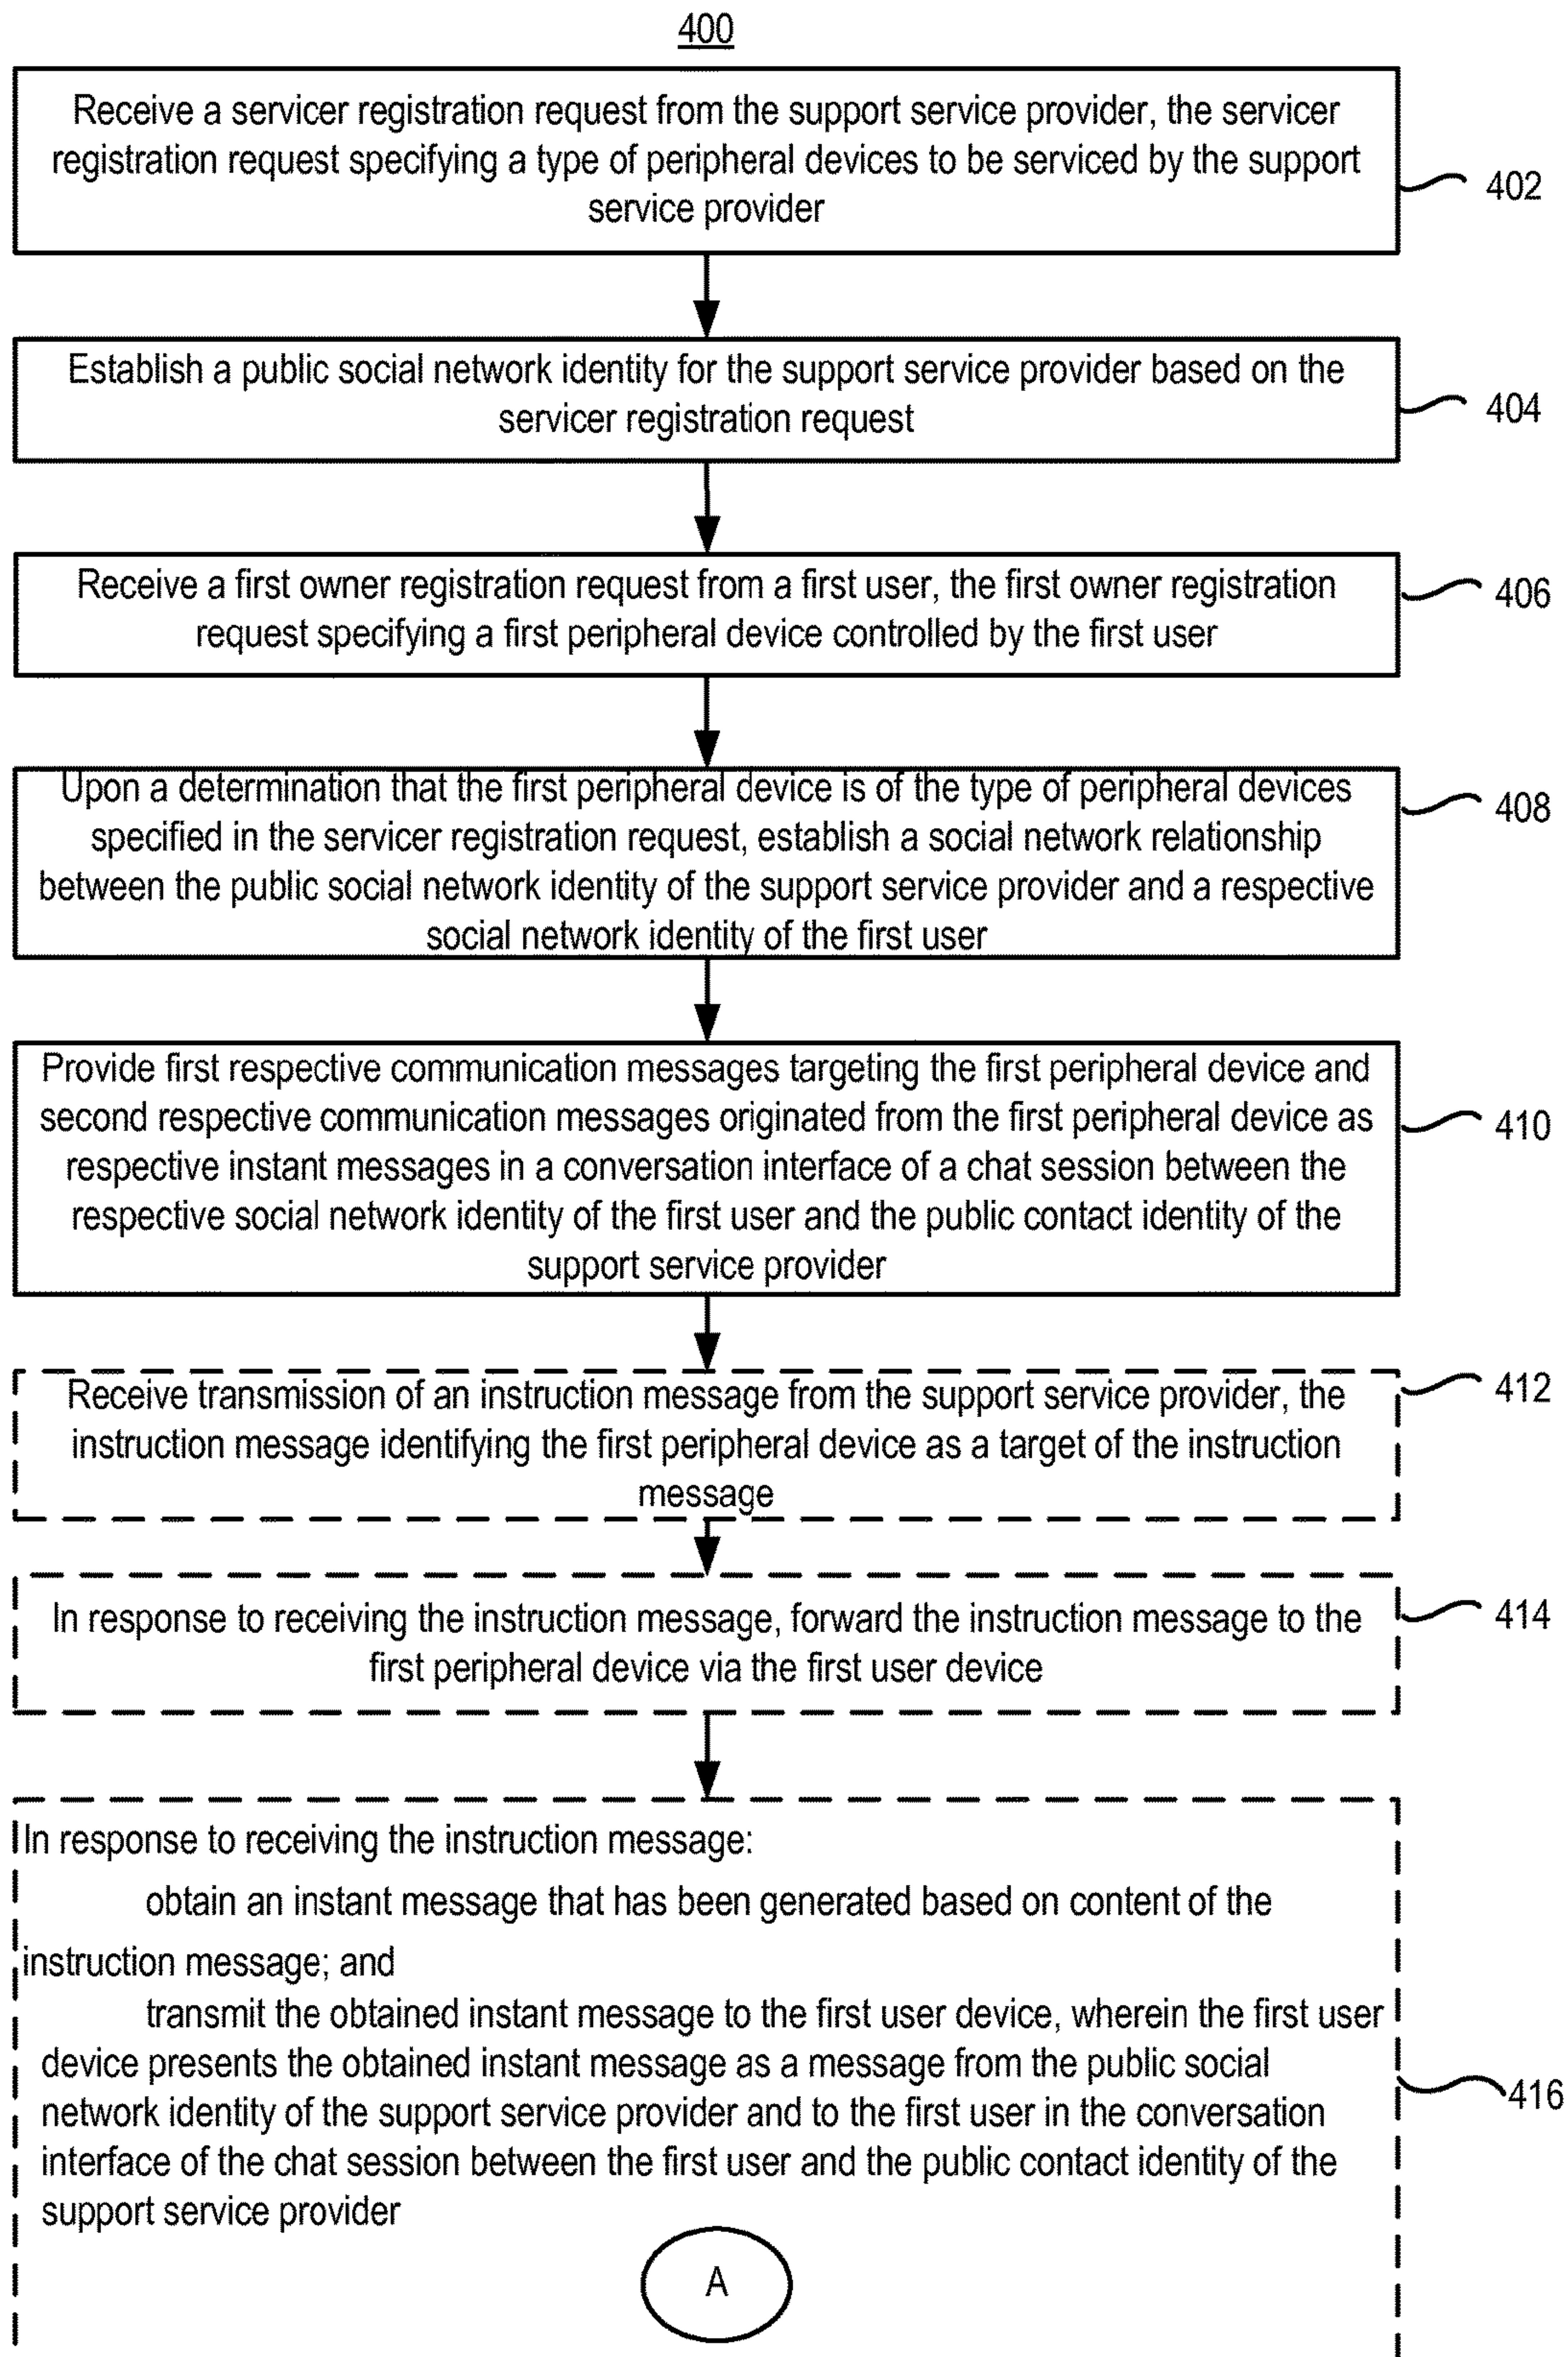 400
Receive a servicer registration request from the support service provider, the servicer
registration request specifying a type of peripheral devices to be serviced by the support
service provider
402
Establish a public social network identity for the support service provider based on the
servicer registration request
404
Receive a first owner registration request from a first user, the first owner registration
request specifying a first peripheral device controlled by the first user
406
Upon a determination that the first peripheral device is of the type of peripheral devices
specified in the servicer registration request, establish a social network relationship
between the public social network identity of the support service provider and a respective
social network identity of the first user
408
Provide first respective communication messages targeting the first peripheral device and
second respective communication messages originated from the first peripheral device as
respective instant messages in a conversation interface of a chat session between the
respective social network identity of the first user and the public contact identity of the
support service provider
410
Receive transmission of an instruction message from the support service provider, the
instruction message identifying the first peripheral device as a target of the instruction
message
412
In response to receiving the instruction message, forward the instruction message to the
first peripheral device via the first user device
414
In response to receiving the instruction message:
obtain an instant message that has been generated based on content of the
instruction message; and
transmit the obtained instant message to the first user device, wherein the first user
device presents the obtained instant message as a message from the public social
network identity of the support service provider and to the first user in the conversation
interface of the chat session between the first user and the public contact identity of the
support service provider
416
A